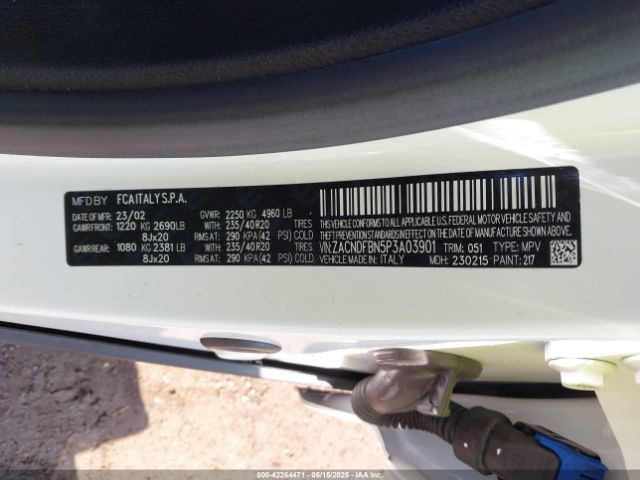 MFD.BY FCA ITALY S.P.A.
DATE OF MFR 23/02 GVWR: 2250 KG 4960 LB
GAWR FRONT: 1220 KG 2690LB WITH: 235/40R20 TIRES
8Jx20 RIMS AT: 290 KPA(42 PSI) COLD
GAWR REAR: 1080 KG 2381LB WITH: 235/40R20 TIRES
8Jx20 RIMS AT: 290 KPA(42 PSI) COLD
THIS VEHICLE CONFORMS TO ALL APPLICABLE U.S. FEDERAL MOTOR VEHICLE SAFETY, BUMPER,
AND THEFT PREVENTION STANDARDS IN EFFECT ON THE DATE OF MANUFACTURE SHOWN ABOVE.
VIN: ZACNDFBN5P3A03901 TRIM: 051 TYPE: MPV
VEHICLE MADE IN: ITALY MDH: 230215 PAINT: 217
000-42264471 - 05/15/2025 - IAAI.COM